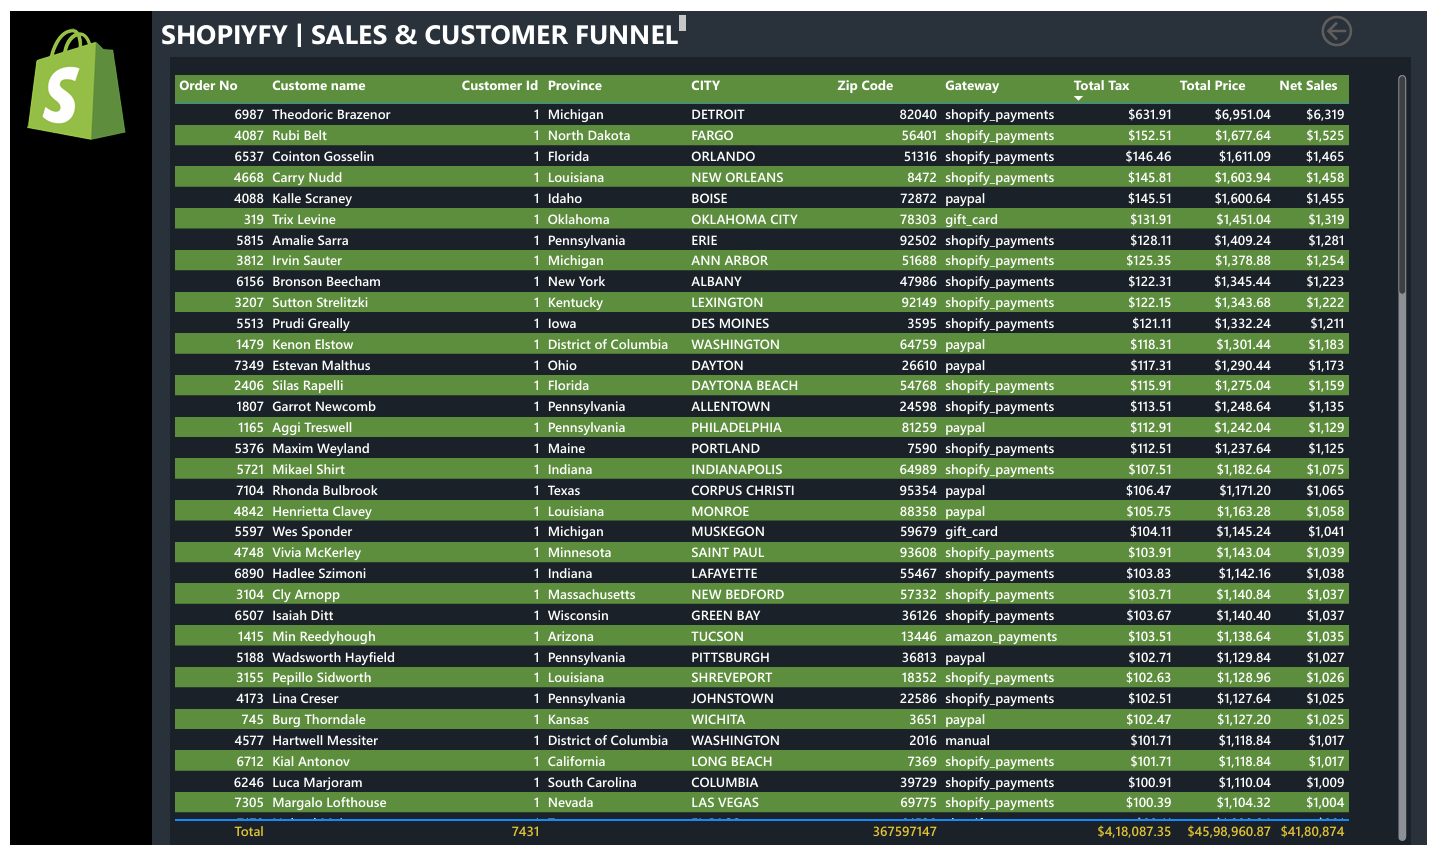 S
SHOPIYFY | SALES & CUSTOMER FUNNEL
Order No Custome name Customer Id Province CITY Zip Code Gateway Total Tax Total Price Net Sales
6987 Theodoric Brazenor 1 Michigan DETROIT 82040 shopify_payments $631.91 $6,951.04 $6,319
4087 Rubi Belt 1 North Dakota FARGO 56401 shopify_payments $152.51 $1,677.64 $1,525
6537 Cointon Gosselin 1 Florida ORLANDO 51316 shopify_payments $146.46 $1,611.09 $1,465
4668 Carry Nudd 1 Louisiana NEW ORLEANS 8472 shopify_payments $145.81 $1,603.94 $1,458
4088 Kalle Scraney 1 Idaho BOISE 72872 paypal $145.51 $1,600.64 $1,455
319 Trix Levine 1 Oklahoma OKLAHOMA CITY 78303 gift_card $131.91 $1,451.04 $1,319
5815 Amalie Sarra 1 Pennsylvania ERIE 92502 shopify_payments $128.11 $1,409.24 $1,281
3812 Irvin Sauter 1 Michigan ANN ARBOR 51688 shopify_payments $125.35 $1,378.88 $1,254
6156 Bronson Beecham 1 New York ALBANY 47986 shopify_payments $122.31 $1,345.44 $1,223
3207 Sutton Strelitzki 1 Kentucky LEXINGTON 92149 shopify_payments $122.15 $1,343.68 $1,222
5513 Prudi Greally 1 Iowa DES MOINES 3595 shopify_payments $121.11 $1,332.24 $1,211
1479 Kenon Elstow 1 District of Columbia WASHINGTON 64759 paypal $118.31 $1,301.44 $1,183
7349 Estevan Malthus 1 Ohio DAYTON 26610 paypal $117.31 $1,290.44 $1,173
2406 Silas Rapelli 1 Florida DAYTONA BEACH 54768 shopify_payments $115.91 $1,275.04 $1,159
1807 Garrot Newcomb 1 Pennsylvania ALLENTOWN 24598 shopify_payments $113.51 $1,248.64 $1,135
1165 Aggi Treswell 1 Pennsylvania PHILADELPHIA 81259 paypal $112.91 $1,242.04 $1,129
5376 Maxim Weyland 1 Maine PORTLAND 7590 shopify_payments $112.51 $1,237.64 $1,125
5721 Mikael Shirt 1 Indiana INDIANAPOLIS 64989 shopify_payments $107.51 $1,182.64 $1,075
7104 Rhonda Bulbrook 1 Texas CORPUS CHRISTI 95354 paypal $106.47 $1,171.20 $1,065
4842 Henrietta Clavey 1 Louisiana MONROE 88358 paypal $105.75 $1,163.28 $1,058
5597 Wes Sponder 1 Michigan MUSKEGON 59679 gift_card $104.11 $1,145.24 $1,041
4748 Vivia McKerley 1 Minnesota SAINT PAUL 93608 shopify_payments $103.91 $1,143.04 $1,039
6890 Hadlee Szimoni 1 Indiana LAFAYETTE 55467 shopify_payments $103.83 $1,142.16 $1,038
3104 Cly Arnopp 1 Massachusetts NEW BEDFORD 57332 shopify_payments $103.71 $1,140.84 $1,037
6507 Isaiah Ditt 1 Wisconsin GREEN BAY 36126 shopify_payments $103.67 $1,140.40 $1,037
1415 Min Reedyhough 1 Arizona TUCSON 13446 amazon_payments $103.51 $1,138.64 $1,035
5188 Wadsworth Hayfield 1 Pennsylvania PITTSBURGH 36813 paypal $102.71 $1,129.84 $1,027
3155 Pepillo Sidworth 1 Louisiana SHREVEPORT 18352 shopify_payments $102.63 $1,128.96 $1,026
4173 Lina Creser 1 Pennsylvania JOHNSTOWN 22586 shopify_payments $102.51 $1,127.64 $1,025
745 Burg Thorndale 1 Kansas WICHITA 3651 paypal $102.47 $1,127.20 $1,025
4577 Hartwell Messiter 1 District of Columbia WASHINGTON 2016 manual $101.71 $1,118.84 $1,017
6712 Kial Antonov 1 California LONG BEACH 7369 shopify_payments $101.71 $1,118.84 $1,017
6246 Luca Marjoram 1 South Carolina COLUMBIA 39729 shopify_payments $100.91 $1,110.04 $1,009
7305 Margalo Lofthouse 1 Nevada LAS VEGAS 69775 shopify_payments $100.39 $1,104.32 $1,004
Total 7431 367597147 $4,18,087.35 $45,98,960.87 $41,80,874